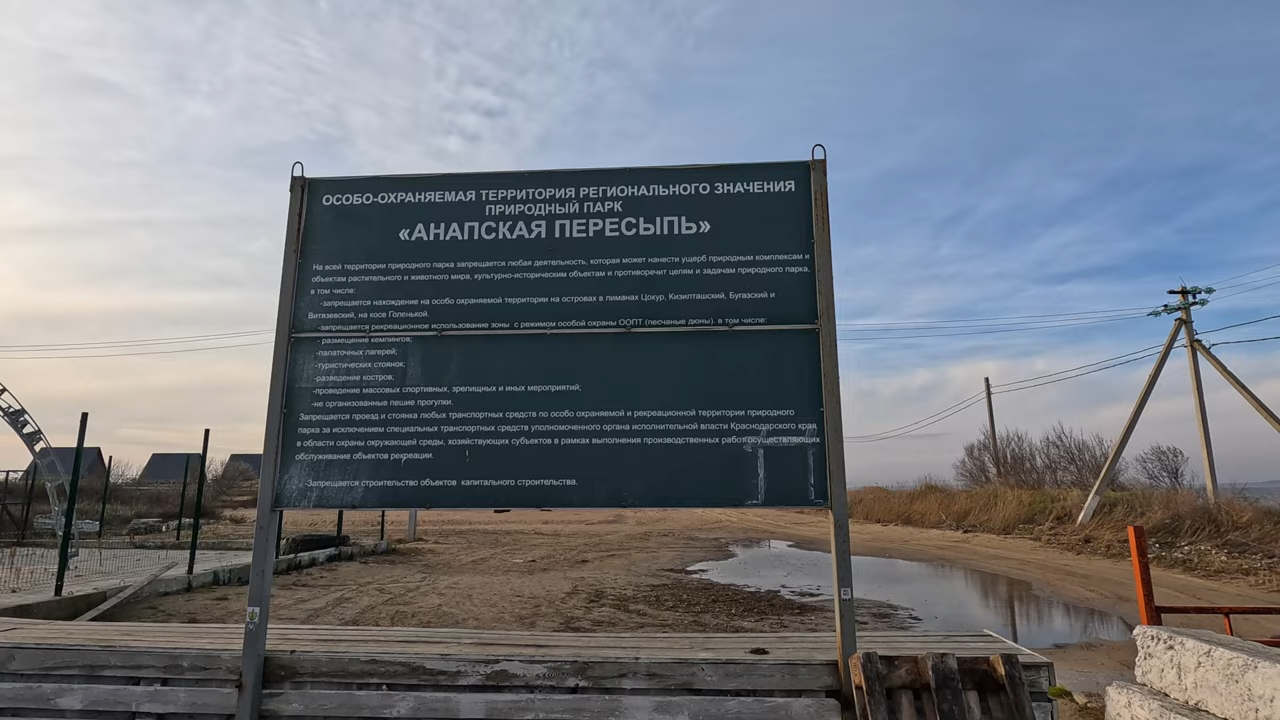 ОСОБО-ОХРАНЯЕМАЯ ТЕРРИТОРИЯ РЕГИОНАЛЬНОГО ЗНАЧЕНИЯ
ПРИРОДНЫЙ ПАРК
«АНАПСКАЯ ПЕРЕСЫПЬ»
На всей территории природного парка запрещается любая деятельность, которая может нанести ущерб природным комплексам и
объектам растительного и животного мира, культурно-историческим объектам и противоречит целям и задачам природного парка,
в том числе:
-запрещается нахождение на особо охраняемой территории на островах в лиманах Цокур, Кизилташский, Бугазский и
Витязевский, на косе Голенькой.
-запрещается рекреационное использование зоны с режимом особой охраны ООПТ (песчаные дюны), в том числе:
- размещение кемпингов;
-палаточных лагерей;
-туристических стоянок;
-разведение костров;
-проведение массовых спортивных, зрелищных и иных мероприятий;
-не организованные пешие прогулки.
Запрещается проезд и стоянка любых транспортных средств по особо охраняемой и рекреационной территории природного
парка за исключением специальных транспортных средств уполномоченного органа исполнительной власти Краснодарского края
в области охраны окружающей среды, хозяйствующих субъектов в рамках выполнения производственных работ осуществляющих
обслуживание объектов рекреации.
-Запрещается строительство объектов капитального строительства.